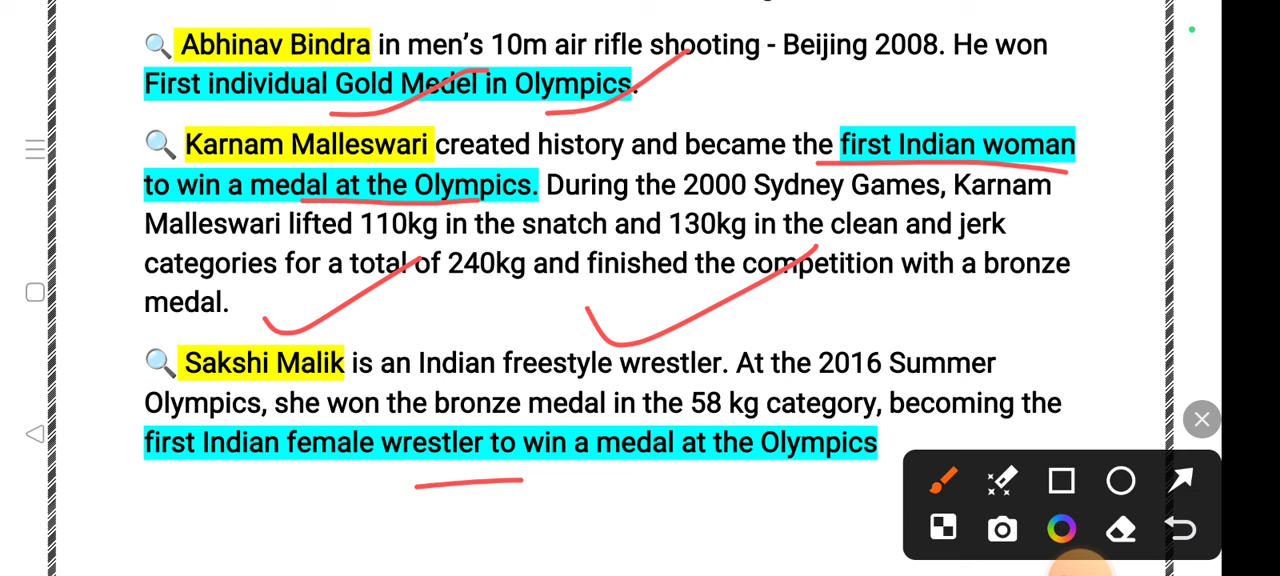 Abhinav Bindra in men's 10m air rifle shooting - Beijing 2008. He won
First individual Gold Medel in Olympics.
Karnam Malleswari created history and became the first Indian woman
to win a medal at the Olympics. During the 2000 Sydney Games, Karnam
Malleswari lifted 110kg in the snatch and 130kg in the clean and jerk
categories for a total of 240kg and finished the competition with a bronze
medal.
Sakshi Malik is an Indian freestyle wrestler. At the 2016 Summer
Olympics, she won the bronze medal in the 58 kg category, becoming the
first Indian female wrestler to win a medal at the Olympics